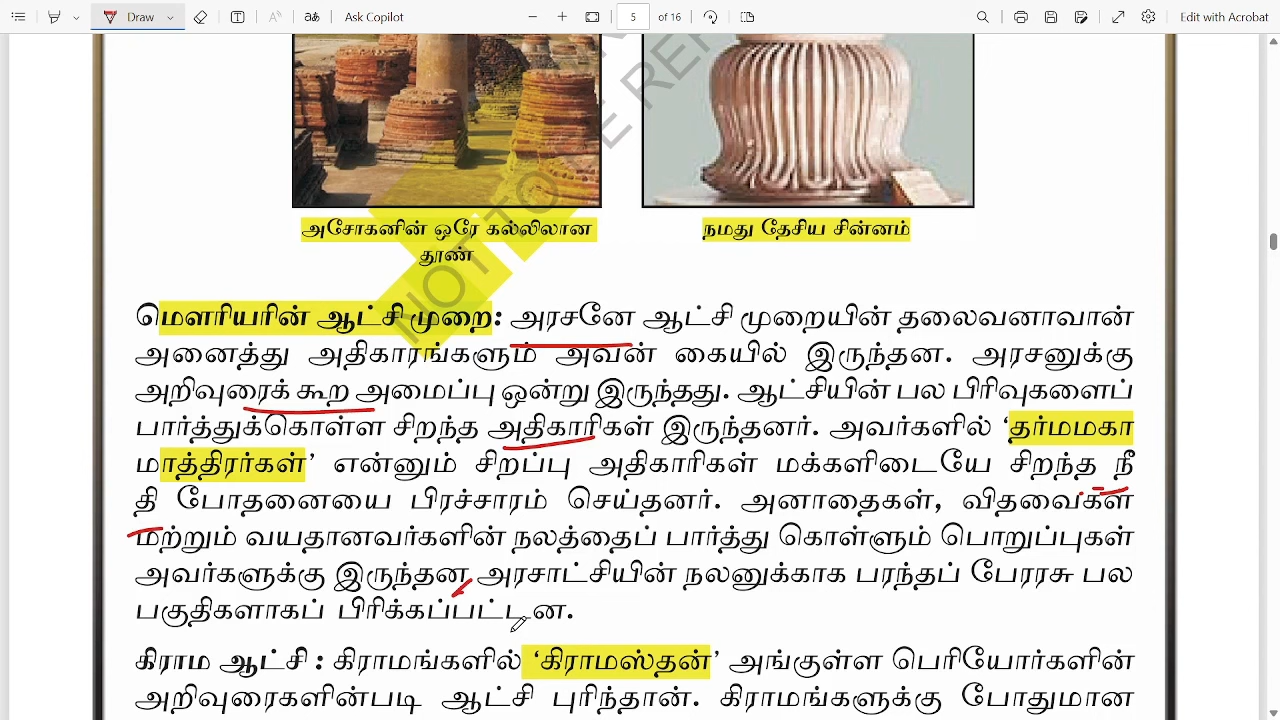 Draw
Ask Copilot
5 of 16
Edit with Acrobat
NOT TO BE RE
அசோகனின் ஒரே கல்லிலான
தூண்
நமது தேசிய சின்னம்
மௌரியரின் ஆட்சி முறை: அரசனே ஆட்சி முறையின் தலைவனாவான்
அனைத்து அதிகாரங்களும் அவன் கையில் இருந்தன. அரசனுக்கு
அறிவுரைக் கூற அமைப்பு ஒன்று இருந்தது. ஆட்சியின் பல பிரிவுகளைப்
பார்த்துக்கொள்ள சிறந்த அதிகாரிகள் இருந்தனர். அவர்களில் ‘தர்மமகா
மாத்திரர்கள்’ என்னும் சிறப்பு அதிகாரிகள் மக்களிடையே சிறந்த நீ
தி போதனையை பிரச்சாரம் செய்தனர். அனாதைகள், விதவைகள்
மற்றும் வயதானவர்களின் நலத்தைப் பார்த்து கொள்ளும் பொறுப்புகள்
அவர்களுக்கு இருந்தன அரசாட்சியின் நலனுக்காக பரந்தப் பேரரசு பல
பகுதிகளாகப் பிரிக்கப்பட்டன.
கிராம ஆட்சி : கிராமங்களில் ‘கிராமஸ்தன்’ அங்குள்ள பெரியோர்களின்
அறிவுரைகளின்படி ஆட்சி புரிந்தான். கிராமங்களுக்கு போதுமான